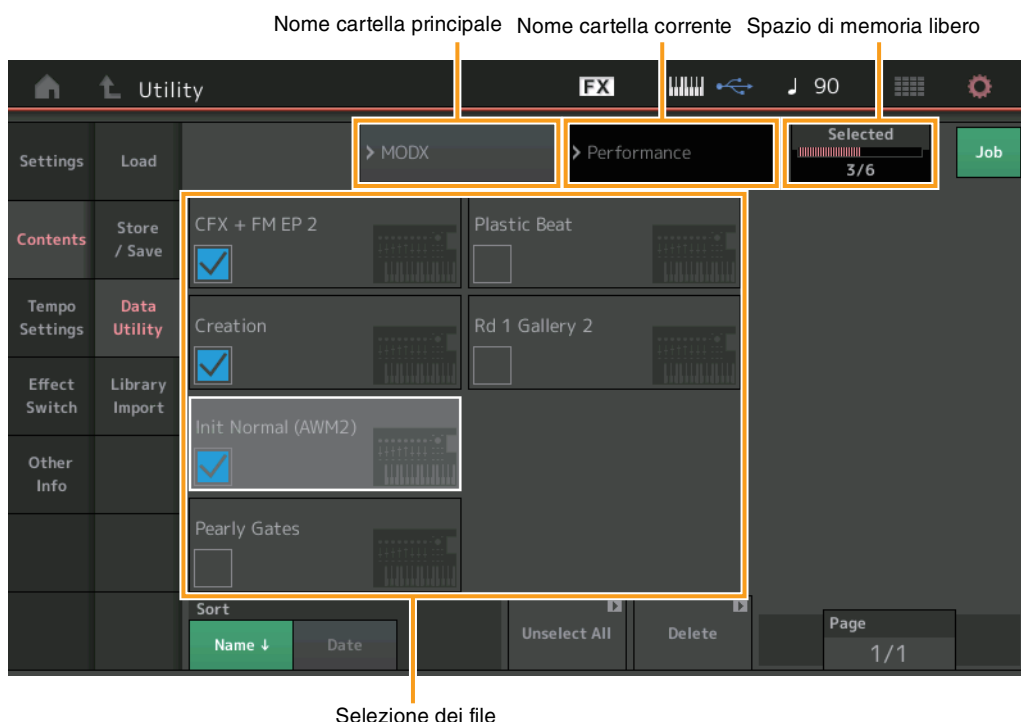 Nome cartella principale Nome cartella corrente Spazio di memoria libero
Utility FX 90
MODX Performance Selected
3/6
Job
Settings Load
Contents Store
/ Save
Tempo
Settings
Data
Utility
Effect
Switch
Library
Import
Other
Info
CFX + FM EP 2 Plastic Beat
Creation Rd 1 Gallery 2
Init Normal (AWM2)
Pearly Gates
Sort
Name ↓ Date
Unselect All Delete
Page
1/1
Selezione dei file